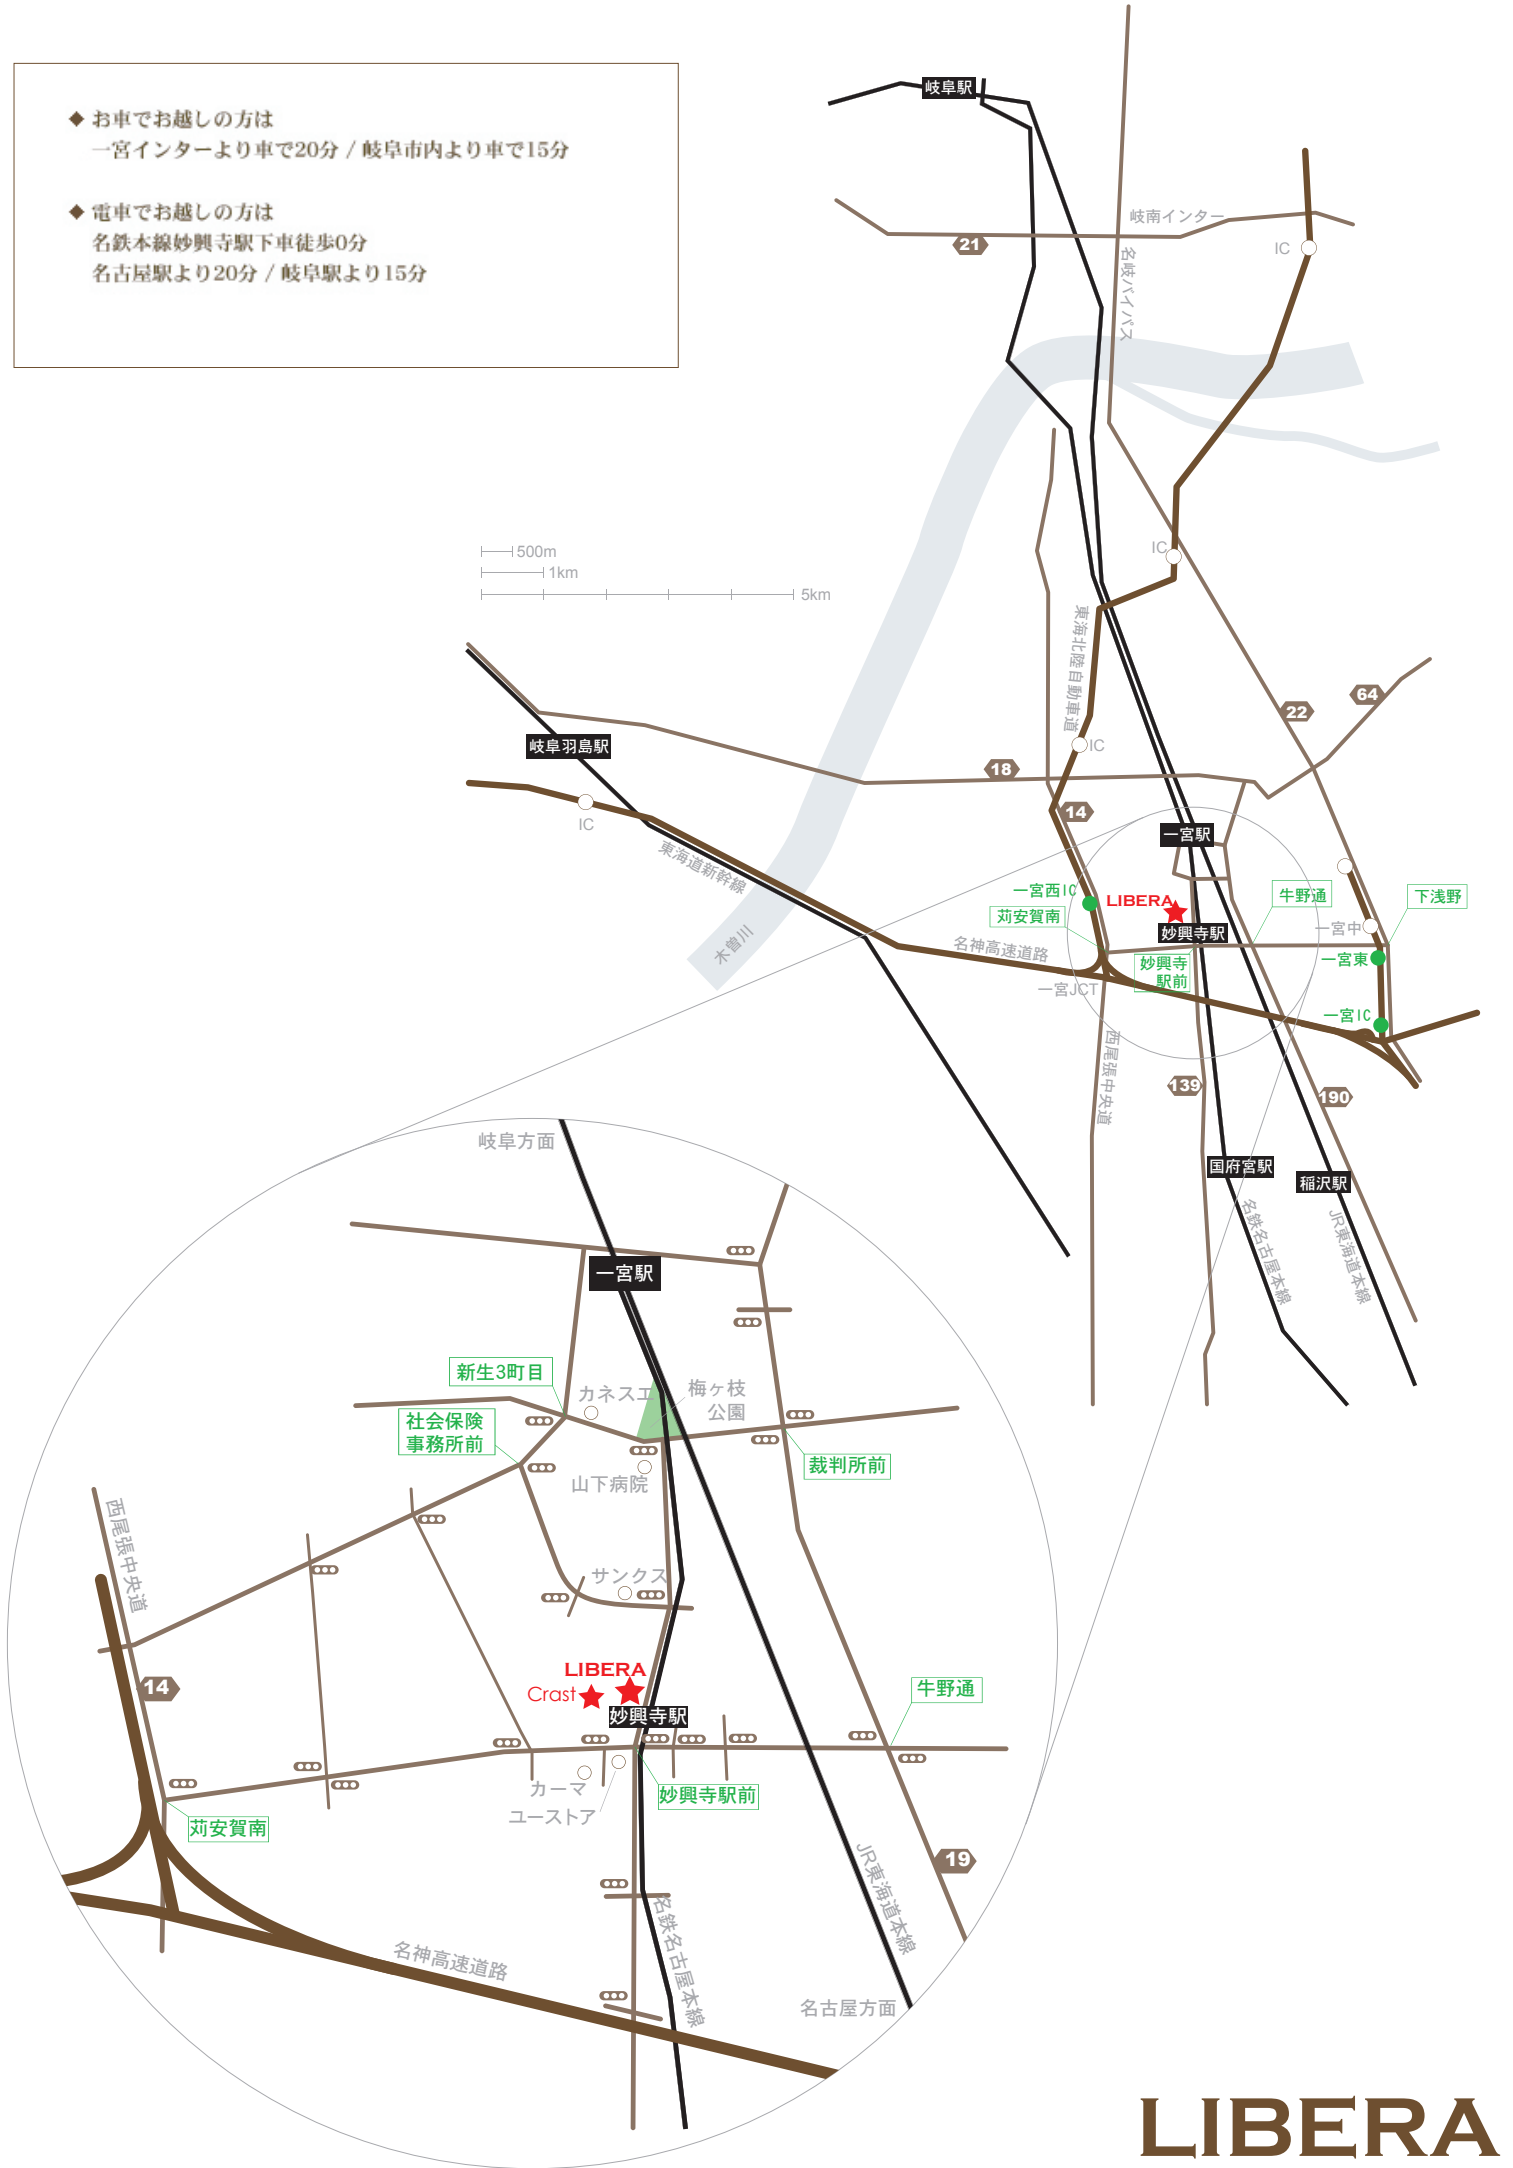 ◆ お車でお越しの方は
一宮インターより車で20分 / 岐阜市内より車で15分
◆ 電車でお越しの方は
名鉄本線妙興寺駅下車徒歩0分
名古屋駅より20分 / 岐阜駅より15分
岐阜駅
岐南インター
21
IC
名岐バイパス
500m
1km
5km
IC
東海北陸自動車道
64
22
岐阜羽島駅
IC
18
IC
14
一宮駅
東海道新幹線
一宮西IC
LIBERA
牛野通
下浅野
苅安賀南
妙興寺駅
一宮中
木曽川
名神高速道路
妙興寺
駅前
一宮東
一宮JCT
一宮IC
西尾張中央道
139
190
国府宮駅
稲沢駅
名鉄名古屋本線
JR東海道本線
岐阜方面
一宮駅
新生3町目
カネスエ
梅ヶ枝
公園
社会保険
事務所前
裁判所前
山下病院
西尾張中央道
サンクス
LIBERA
Crast
14
妙興寺駅
牛野通
カーマ
妙興寺駅前
ユーストア
苅安賀南
19
JR東海道本線
名鉄名古屋本線
名神高速道路
名古屋方面
LIBERA